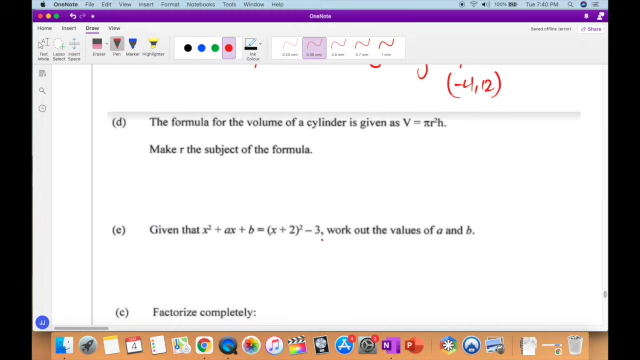 OneNote File Edit View Insert Format Notebooks Tools Window Help 100% Tue 7:40 PM
OneNote
Saved offline (error)
Home Insert Draw View Share
Text Mode Lasso Select Insert Space Eraser Pen Marker Highlighter Ink Colour 0.25 mm 0.35 mm 0.5 mm 0.7 mm 1 mm
(-4,12)
(d) The formula for the volume of a cylinder is given as V = πr²h.
Make r the subject of the formula.
(e) Given that x² + ax + b = (x + 2)² – 3, work out the values of a and b.
(c) Factorize completely:
JJ